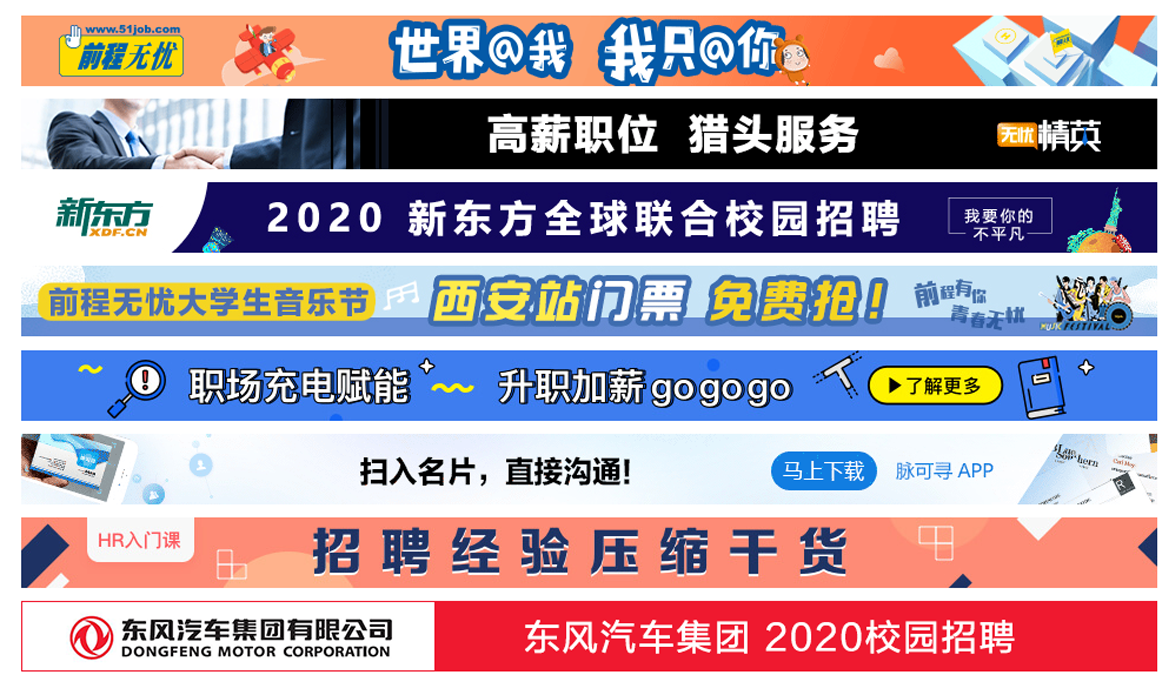 www.51job.com
前程无忧
世界@我 我只@你
高薪职位 猎头服务
无忧精英
新东方
XDF.CN
2020 新东方全球联合校园招聘
我要你的
不平凡
前程无忧大学生音乐节
西安站门票 免费抢!
前程有你
青春无忧
FESTIVAL
职场充电赋能
升职加薪gogogo
了解更多
扫入名片,直接沟通!
马上下载
脉可寻 APP
HR入门课
招聘经验压缩干货
东风汽车集团有限公司
DONGFENG MOTOR CORPORATION
东风汽车集团 2020校园招聘